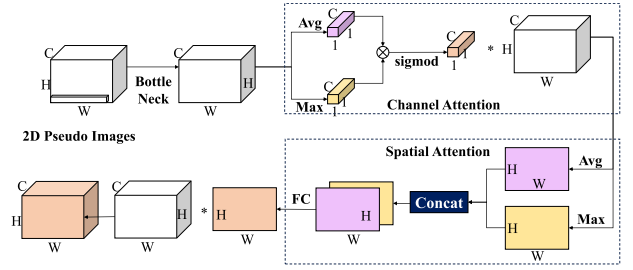 C
H
W
Bottle
Neck
C
H
W
Avg
C
1
1
Max
C
1
1
sigmod
C
1
1
*
C
H
W
Channel Attention
2D Pseudo Images
Spatial Attention
Avg
H
W
Max
H
W
Concat
H
W
FC
H
W
*
C
H
W
C
H
W